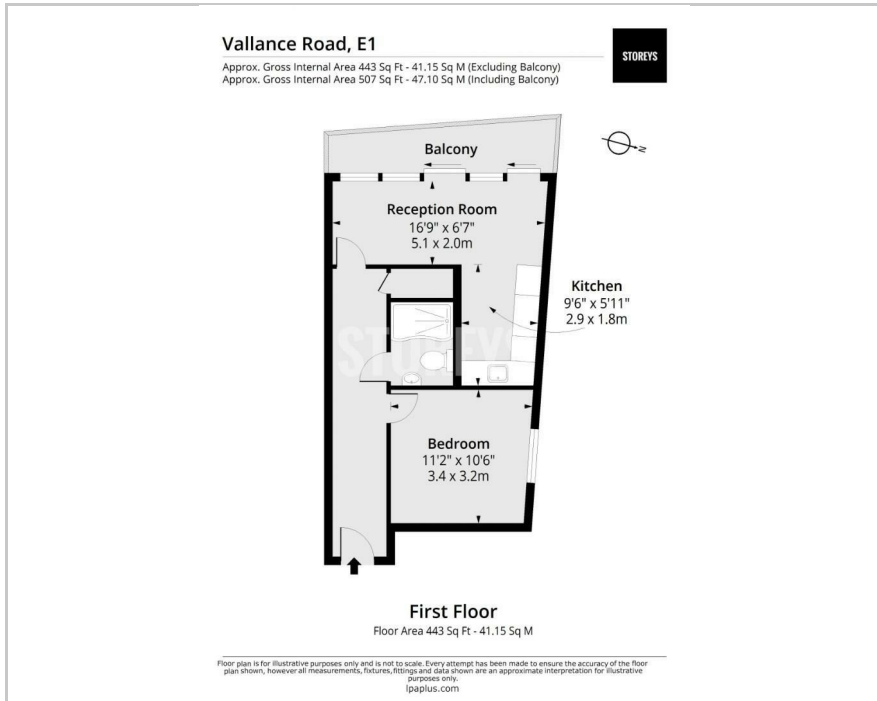 Vallance Road, E1
Approx. Gross Internal Area 443 Sq Ft - 41.15 Sq M (Excluding Balcony)
Approx. Gross Internal Area 507 Sq Ft - 47.10 Sq M (Including Balcony)
STOREYS
Balcony
N
Reception Room
16'9" x 6'7"
5.1 x 2.0m
Kitchen
9'6" x 5'11"
2.9 x 1.8m
STOREYS
Bedroom
11'2" x 10'6"
3.4 x 3.2m
First Floor
Floor Area 443 Sq Ft - 41.15 Sq M
Floor plan is for illustrative purposes only and is not to scale. Every attempt has been made to ensure the accuracy of the floor
plan shown, however all measurements, fixtures, fittings and data shown are an approximate interpretation for illustrative
purposes only.
lpaplus.com